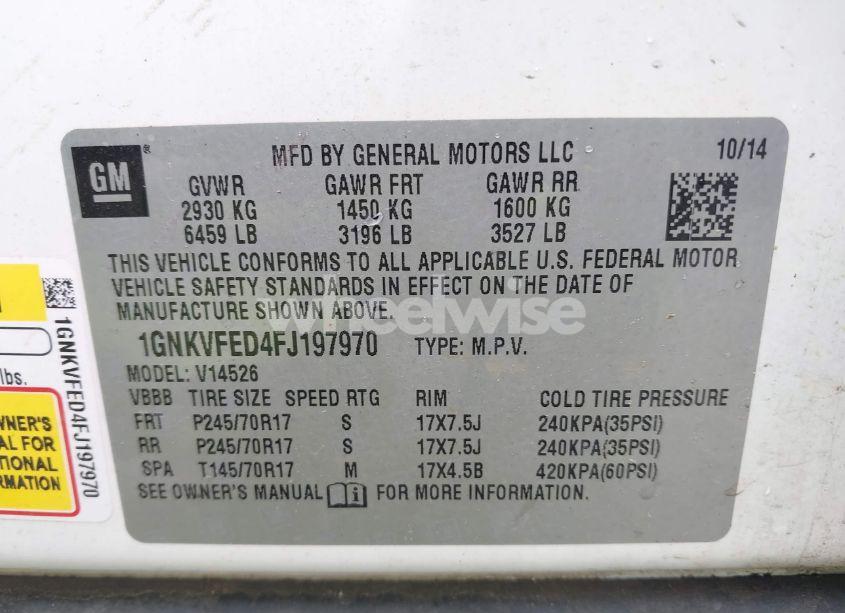 GM
MFD BY GENERAL MOTORS LLC 10/14
GVWR GAWR FRT GAWR RR
2930 KG 1450 KG 1600 KG
6459 LB 3196 LB 3527 LB
THIS VEHICLE CONFORMS TO ALL APPLICABLE U.S. FEDERAL MOTOR
VEHICLE SAFETY STANDARDS IN EFFECT ON THE DATE OF
MANUFACTURE SHOWN ABOVE.
1GNKVFED4FJ197970 TYPE: M.P.V.
MODEL: V14526
VBBB TIRE SIZE SPEED RTG RIM COLD TIRE PRESSURE
FRT P245/70R17 S 17X7.5J 240KPA(35PSI)
RR P245/70R17 S 17X7.5J 240KPA(35PSI)
SPA T145/70R17 M 17X4.5B 420KPA(60PSI)
SEE OWNER'S MANUAL i FOR MORE INFORMATION.
wheelwise
1GNKVFED4FJ197970
lbs.
OWNER'S
FOR